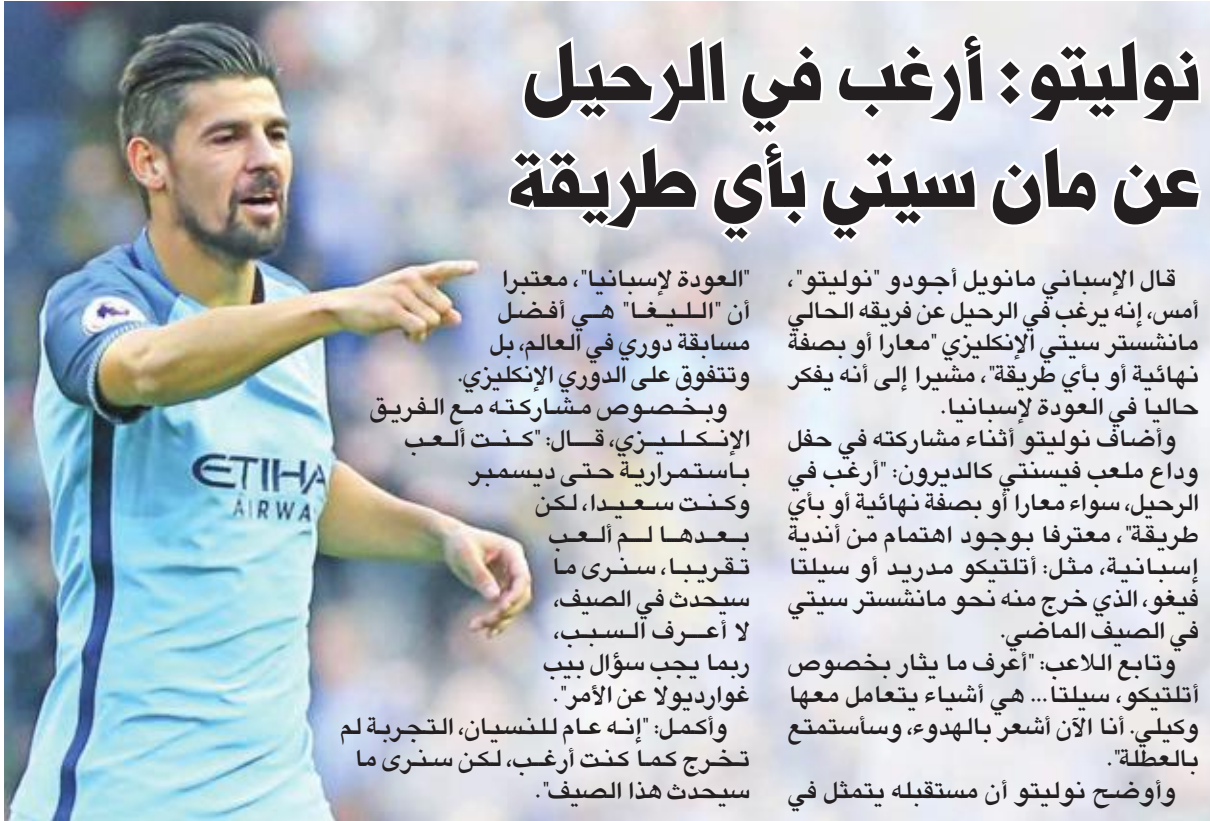 نوليتو: أرغب في الرحيل
عن مان سيتي بأي طريقة
قال الإسباني مانويل أجودو "نوليتو"،
أمس، إنه يرغب في الرحيل عن فريقه الحالي
مانشستر سيتي الإنكليزي "معارا أو بصفة
نهائية أو بأي طريقة"، مشيرا إلى أنه يفكر
حاليا في العودة لإسبانيا.
وأضاف نوليتو أثناء مشاركته في حفل
وداع ملعب فيسنتي كالديرون: "أرغب في
الرحيل، سواء معارا أو بصفة نهائية أو بأي
طريقة"، معترفا بوجود اهتمام من أندية
إسبانية، مثل: أتلتيكو مدريد أو سيلتا
فيغو، الذي خرج منه نحو مانشستر سيتي
في الصيف الماضي.
وتابع اللاعب: "أعرف ما يثار بخصوص
أتلتيكو، سيلتا... هي أشياء يتعامل معها
وكيلي. أنا الآن أشعر بالهدوء، وسأستمتع
بالعطلة".
وأوضح نوليتو أن مستقبله يتمثل في
"العودة لإسبانيا"، معتبرا
أن "الليغا" هي أفضل
مسابقة دوري في العالم، بل
وتتفوق على الدوري الإنكليزي.
وبخصوص مشاركته مع الفريق
الإنكليزي، قال: "كنت ألعب
باستمرارية حتى ديسمبر
وكنت سعيدا، لكن
بعدها لم ألعب
تقريبا، سنرى ما
سيحدث في الصيف،
لا أعرف السبب،
ربما يجب سؤال بيب
غوارديولا عن الأمر".
وأكمل: "إنه عام للنسيان، التجربة لم
تخرج كما كنت أرغب، لكن سنرى ما
سيحدث هذا الصيف".
ETIHA
AIRWA